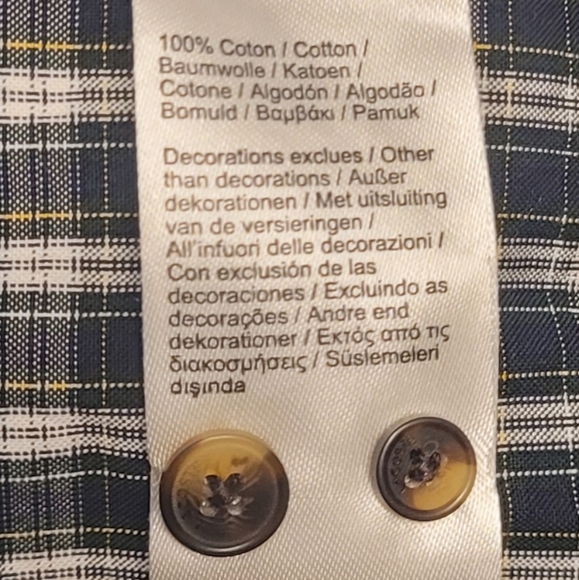 100% Coton / Cotton /
Baumwolle / Katoen /
Cotone / Algodón / Algodão /
Bomuld / Βαμβάκι / Pamuk
Decorations exclues / Other
than decorations / Außer
dekorationen / Met uitsluiting
van de versieringen /
All'infuori delle decorazioni /
Con exclusión de las
decoraciones / Excluindo as
decorações / Andre end
dekorationer / Εκτός από τις
διακοσμήσεις / Süslemeleri
dışında